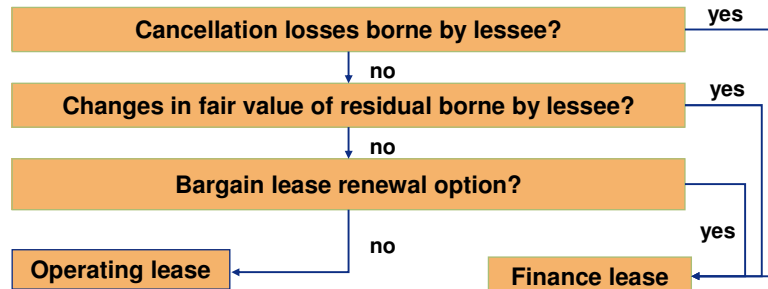 Cancellation losses borne by lessee?
yes
no
Changes in fair value of residual borne by lessee?
yes
no
Bargain lease renewal option?
yes
no
Operating lease
Finance lease